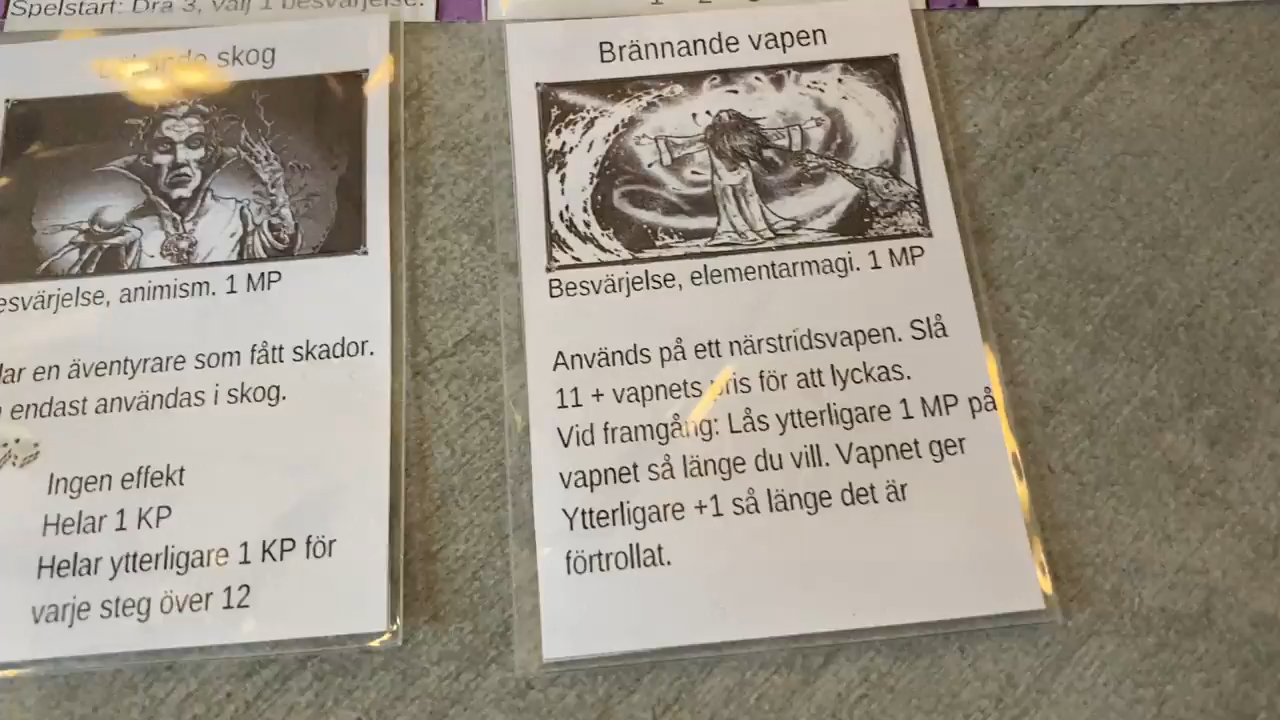 Spelstart: Dra 3, välj 1 besvärjelse.
skog
esvärjelse, animism. 1 MP
lar en äventyrare som fått skador.
endast användas i skog.
Ingen effekt
Helar 1 KP
Helar ytterligare 1 KP för
varje steg över 12
Brännande vapen
Besvärjelse, elementarmagi. 1 MP
Används på ett närstridsvapen. Slå
11 + vapnets pris för att lyckas.
Vid framgång: Lås ytterligare 1 MP på
vapnet så länge du vill. Vapnet ger
Ytterligare +1 så länge det är
förtrollat.